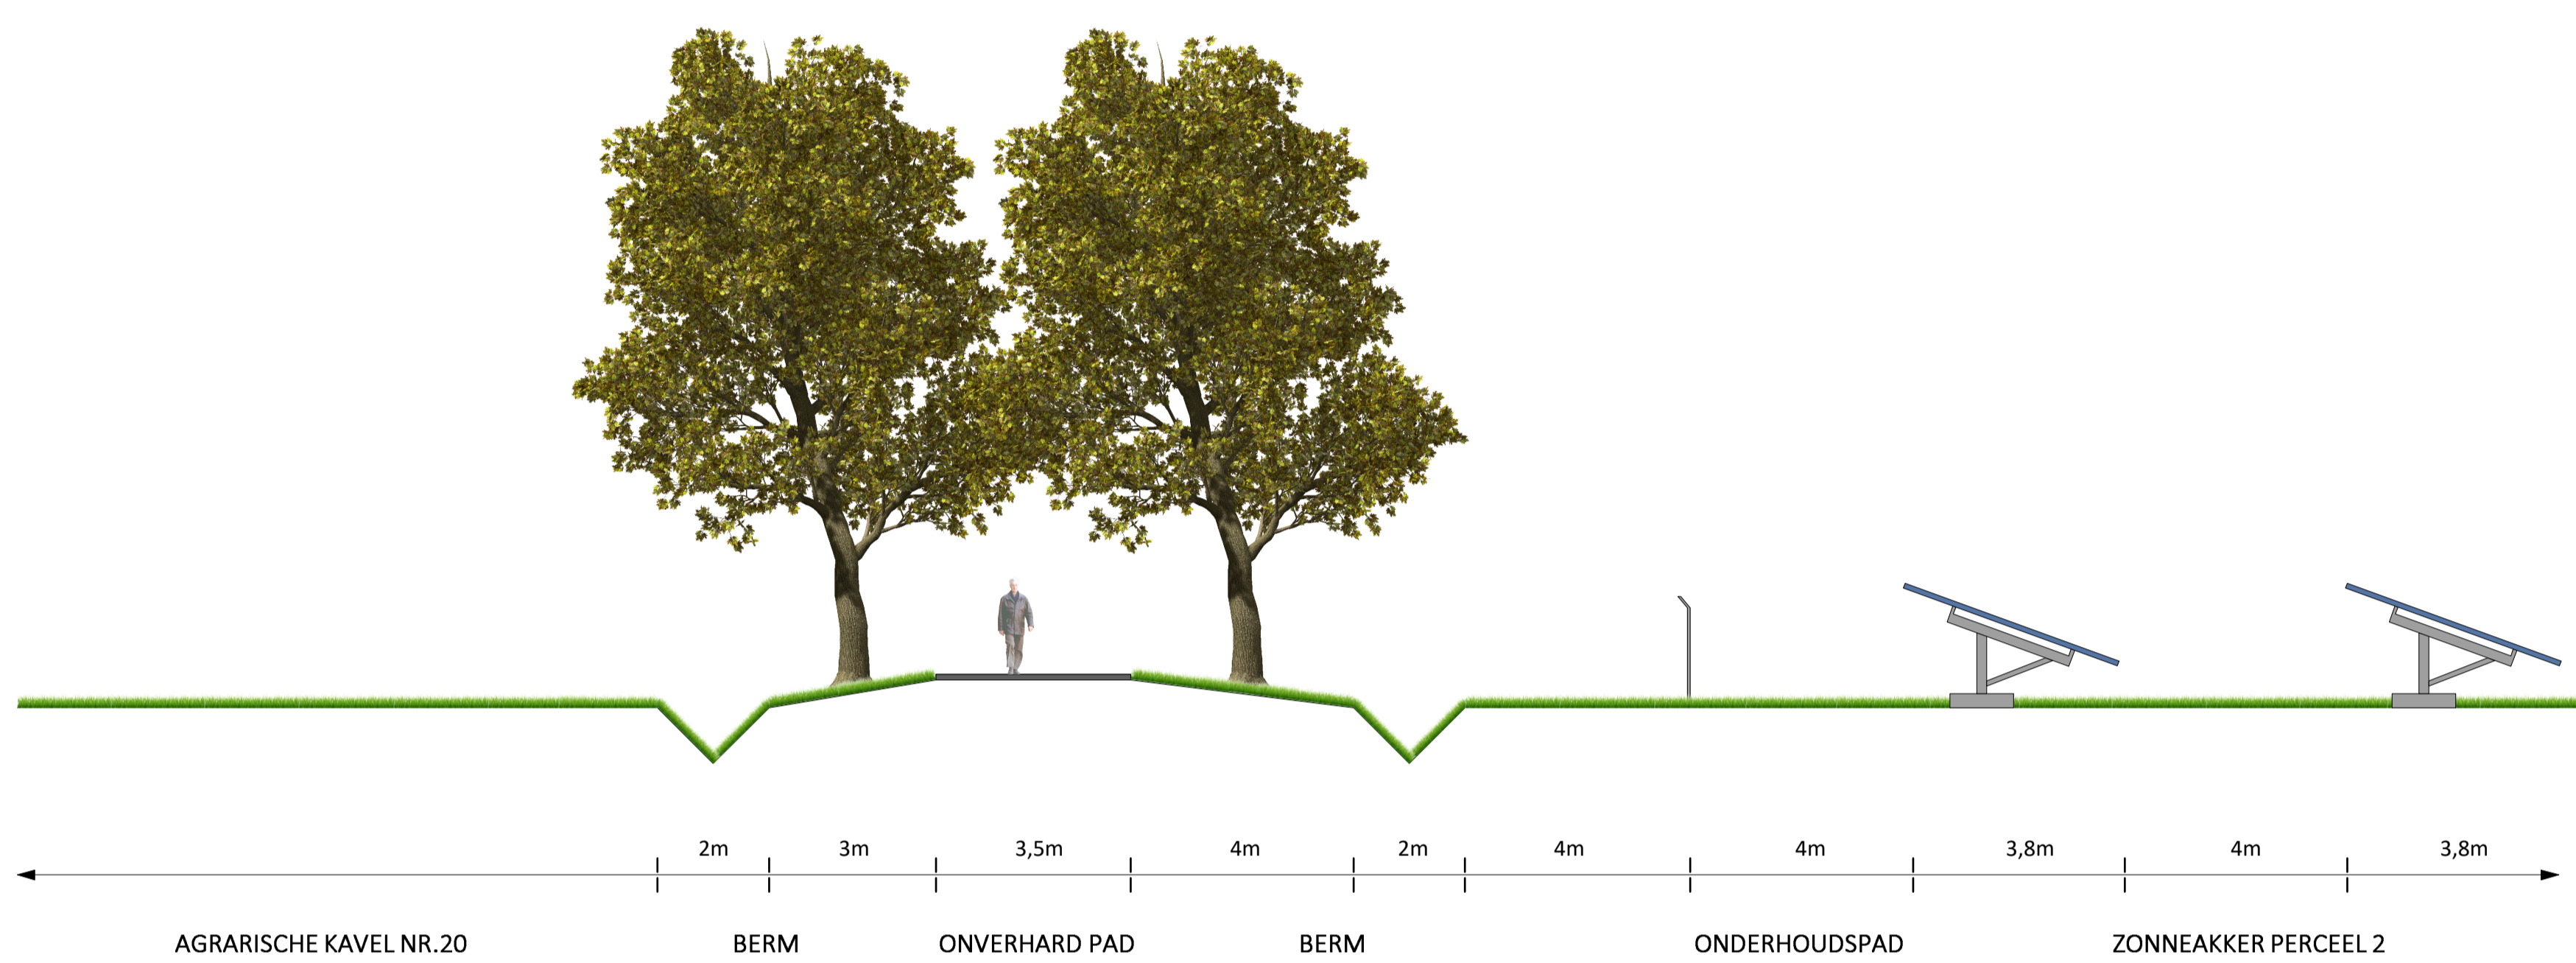 2m 3m 3,5m 4m 2m 4m 4m 3,8m 4m 3,8m
AGRARISCHE KAVEL NR.20 BERM ONVERHARD PAD BERM ONDERHOUDSPAD ZONNEAKKER PERCEEL 2